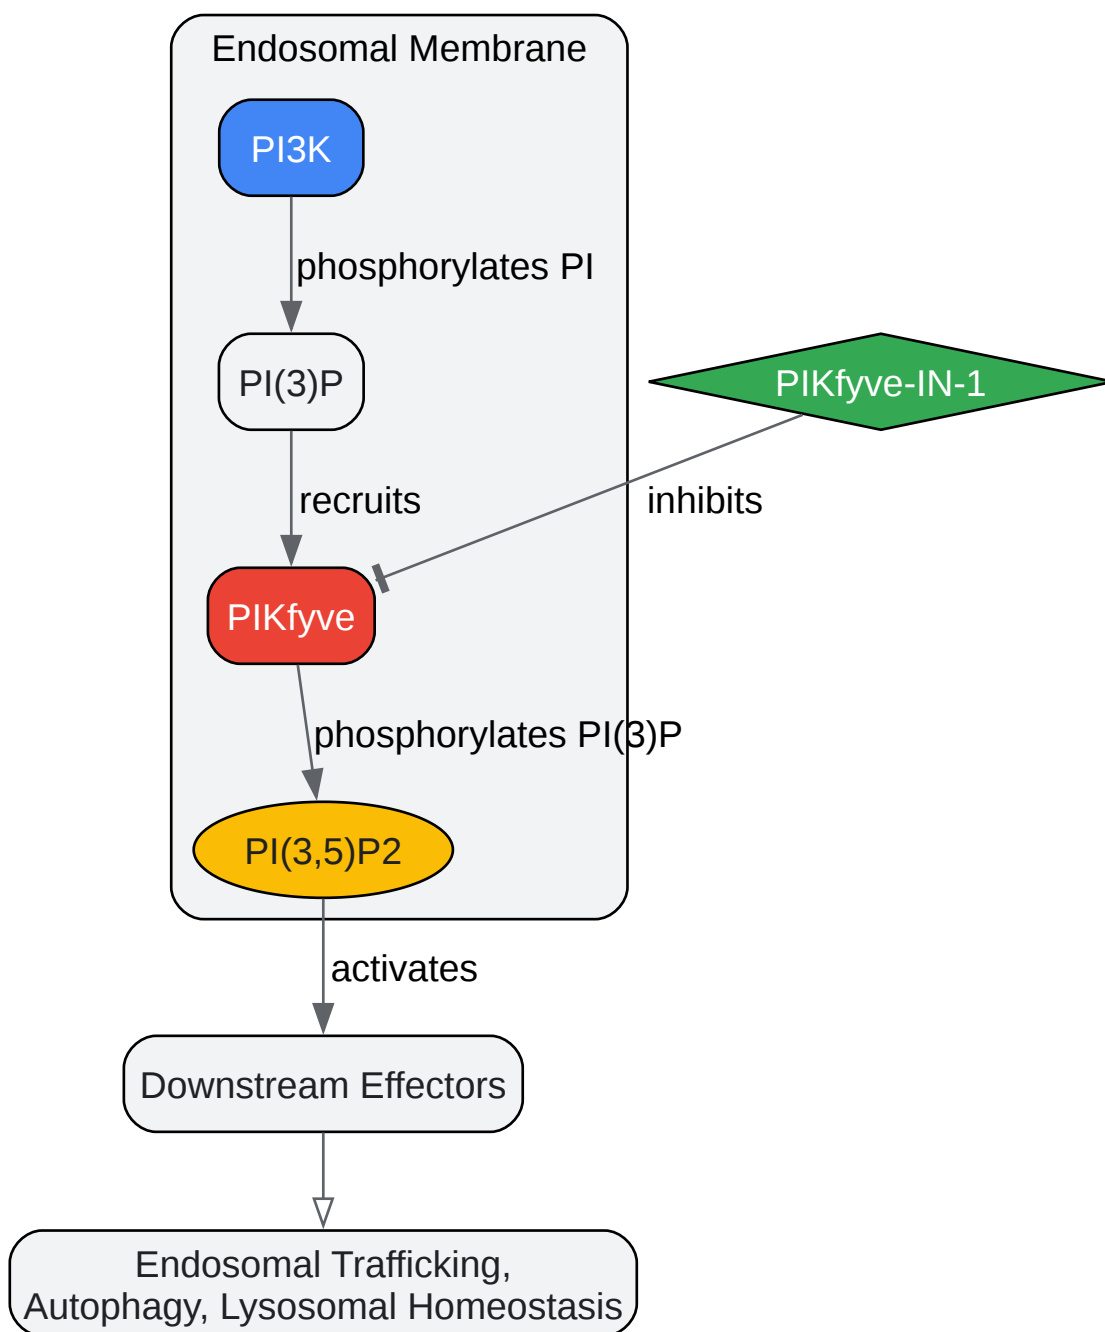 Endosomal Membrane
PI3K
phosphorylates PI
PI(3)P
PIKfyve-IN-1
recruits
inhibits
PIKfyve
phosphorylates PI(3)P
PI(3,5)P2
activates
Downstream Effectors
Endosomal Trafficking,
Autophagy, Lysosomal Homeostasis